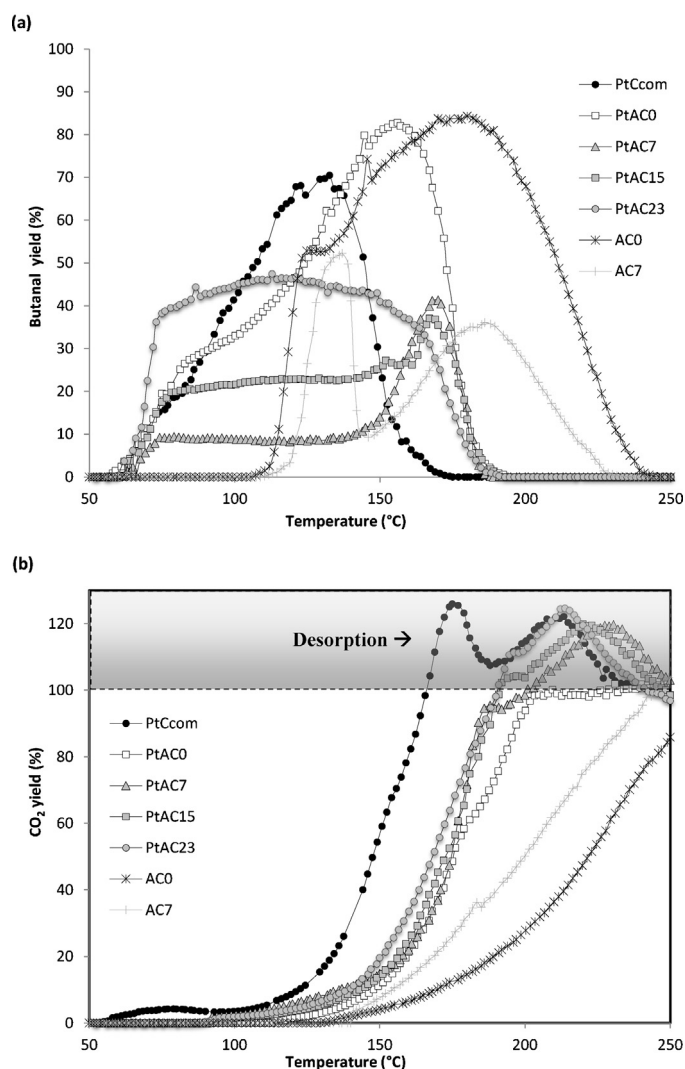 (a)
100
90
80
70
60
50
40
30
20
10
0
Butanal yield (%)
50 100 150 200 250
Temperature (°C)
PtCcom
PtAC0
PtAC7
PtAC15
PtAC23
AC0
AC7
(b)
120
100
80
60
40
20
0
CO2 yield (%)
Desorption →
PtCcom
PtAC0
PtAC7
PtAC15
PtAC23
AC0
AC7
50 100 150 200 250
Temperature (°C)